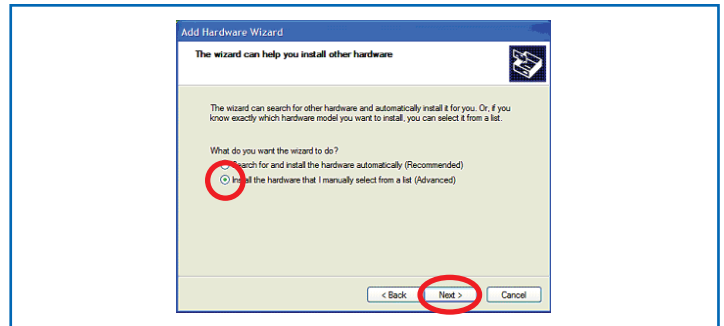 Add Hardware Wizard
The wizard can help you install other hardware
The wizard can search for other hardware and automatically install it for you. Or, if you
know exactly which hardware model you want to install, you can select it from a list.
What do you want the wizard to do?
Search for and install the hardware automatically (Recommended)
Install the hardware that I manually select from a list (Advanced)
< Back Next > Cancel